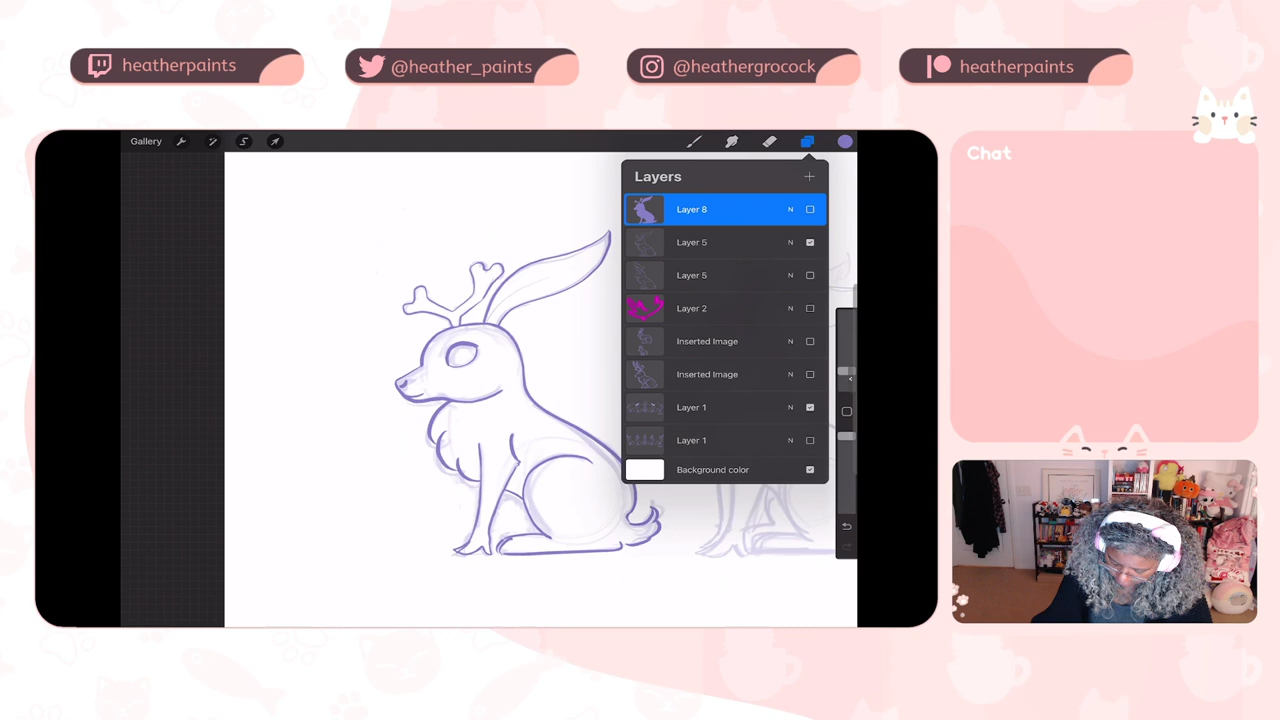 heatherpaints
@heather_paints
@heathergrocock
heatherpaints
Gallery
Chat
Layers
Layer 8 N
Layer 5 N
Layer 5 N
Layer 2 N
Inserted Image N
Inserted Image N
Layer 1 N
Layer 1 N
Background color